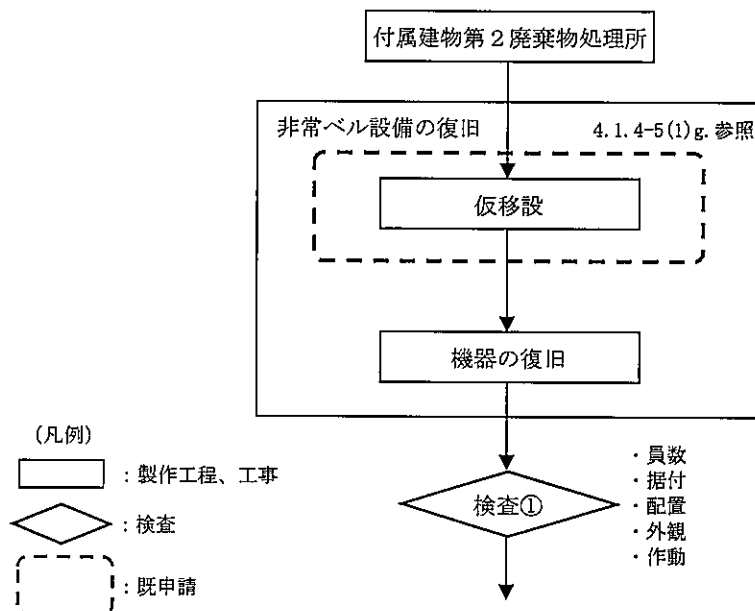 付属建物第２廃棄物処理所
非常ベル設備の復旧　4.1.4-5(1)g.参照
仮移設
機器の復旧
検査①
・員数
・据付
・配置
・外観
・作動
(凡例)
：製作工程、工事
：検査
：既申請